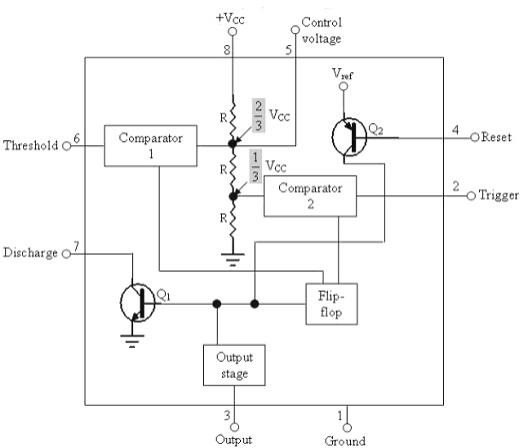 +VCC
Control
voltage
8
5
Vref
2/3 VCC
R
Q2
4
Reset
Threshold
6
Comparator
1
R
1/3 VCC
Comparator
2
2
Trigger
R
Discharge
7
Q1
Flip-
flop
Output
stage
3
1
Output
Ground